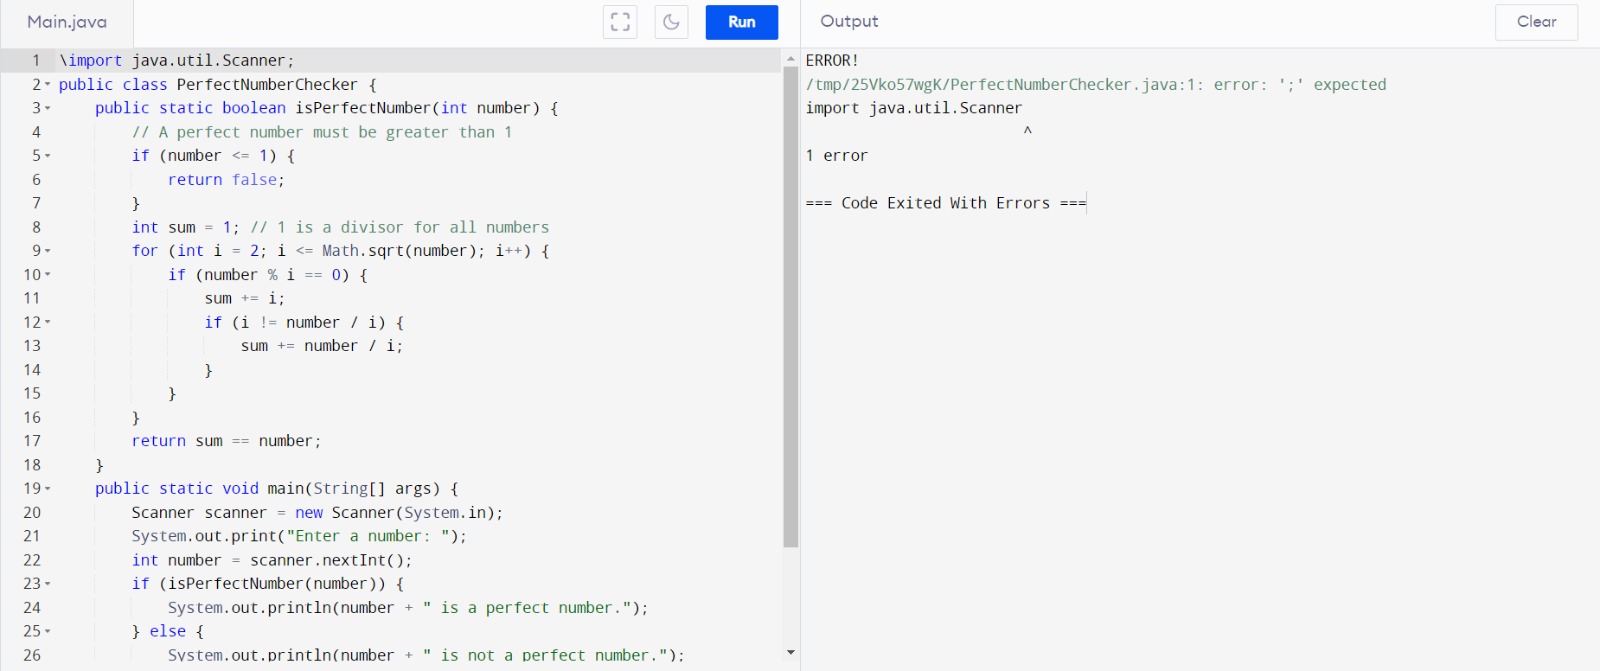 Main.java
Run
Output
Clear
1 \import java.util.Scanner;
2 public class PerfectNumberChecker {
3     public static boolean isPerfectNumber(int number) {
4         // A perfect number must be greater than 1
5         if (number <= 1) {
6             return false;
7         }
8         int sum = 1; // 1 is a divisor for all numbers
9         for (int i = 2; i <= Math.sqrt(number); i++) {
10             if (number % i == 0) {
11                 sum += i;
12                 if (i != number / i) {
13                     sum += number / i;
14                 }
15             }
16         }
17         return sum == number;
18     }
19     public static void main(String[] args) {
20         Scanner scanner = new Scanner(System.in);
21         System.out.print("Enter a number: ");
22         int number = scanner.nextInt();
23         if (isPerfectNumber(number)) {
24             System.out.println(number + " is a perfect number.");
25         } else {
26             System.out.println(number + " is not a perfect number.");
ERROR!
/tmp/25Vko57wgK/PerfectNumberChecker.java:1: error: ';' expected
import java.util.Scanner
                        ^
1 error
=== Code Exited With Errors ===